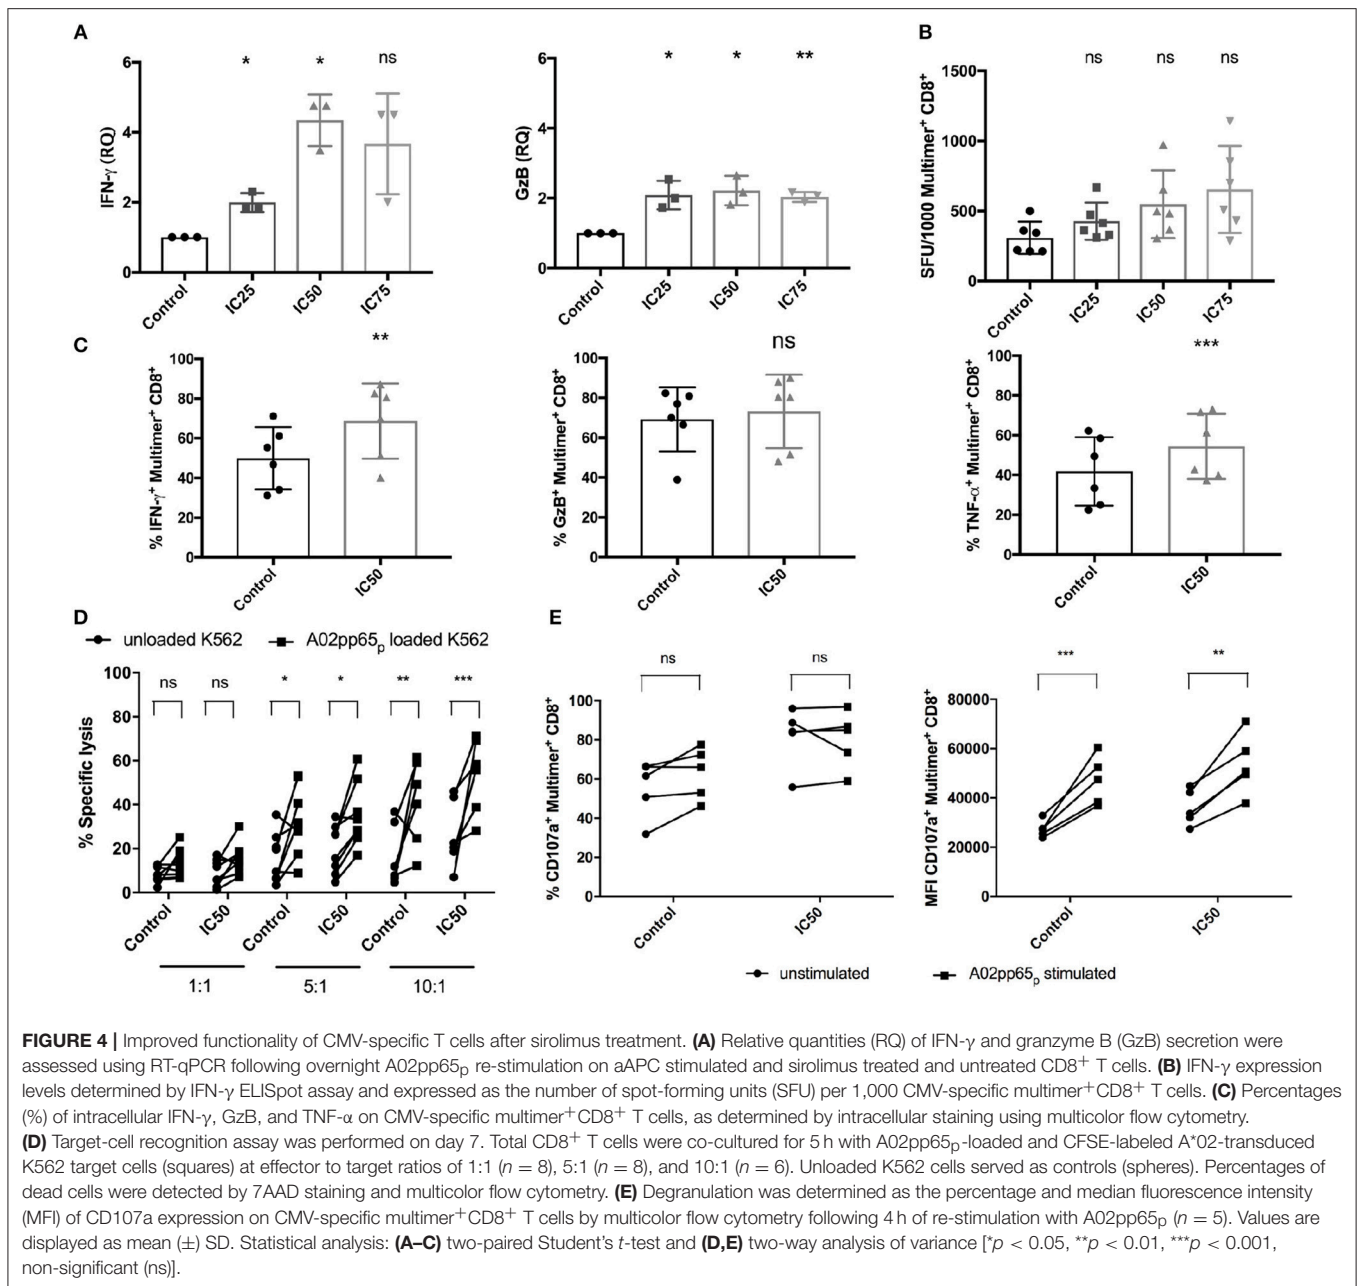 A
IFN-γ (RQ)
6
4
2
0
*
*
ns
Control
IC25
IC50
IC75
GzB (RQ)
6
4
2
0
*
*
**
Control
IC25
IC50
IC75
B
SFU/1000 Multimer+ CD8+
1500
1000
500
0
ns
ns
ns
Control
IC25
IC50
IC75
C
% IFN-γ+ Multimer+ CD8+
100
80
60
40
20
0
**
Control
IC50
% GzB+ Multimer+ CD8+
100
80
60
40
20
0
ns
Control
IC50
% TNF-α+ Multimer+ CD8+
100
80
60
40
20
0
***
Control
IC50
D
unloaded K562
A02pp65p loaded K562
% Specific lysis
100
80
60
40
20
0
ns
ns
*
*
**
***
Control
IC50
Control
IC50
Control
IC50
1:1
5:1
10:1
E
% CD107a+ Multimer+ CD8+
100
80
60
40
20
0
ns
ns
Control
IC50
MFI CD107a+ Multimer+ CD8+
80000
60000
40000
20000
0
***
**
Control
IC50
unstimulated
A02pp65p stimulated
FIGURE 4 | Improved functionality of CMV-specific T cells after sirolimus treatment. (A) Relative quantities (RQ) of IFN-γ and granzyme B (GzB) secretion were
assessed using RT-qPCR following overnight A02pp65p re-stimulation on aAPC stimulated and sirolimus treated and untreated CD8+ T cells. (B) IFN-γ expression
levels determined by IFN-γ ELISpot assay and expressed as the number of spot-forming units (SFU) per 1,000 CMV-specific multimer+CD8+ T cells. (C) Percentages
(%) of intracellular IFN-γ, GzB, and TNF-α on CMV-specific multimer+CD8+ T cells, as determined by intracellular staining using multicolor flow cytometry.
(D) Target-cell recognition assay was performed on day 7. Total CD8+ T cells were co-cultured for 5 h with A02pp65p-loaded and CFSE-labeled A*02-transduced
K562 target cells (squares) at effector to target ratios of 1:1 (n = 8), 5:1 (n = 8), and 10:1 (n = 6). Unloaded K562 cells served as controls (spheres). Percentages of
dead cells were detected by 7AAD staining and multicolor flow cytometry. (E) Degranulation was determined as the percentage and median fluorescence intensity
(MFI) of CD107a expression on CMV-specific multimer+CD8+ T cells by multicolor flow cytometry following 4 h of re-stimulation with A02pp65p (n = 5). Values are
displayed as mean (±) SD. Statistical analysis: (A–C) two-paired Student's t-test and (D,E) two-way analysis of variance [*p < 0.05, **p < 0.01, ***p < 0.001,
non-significant (ns)].